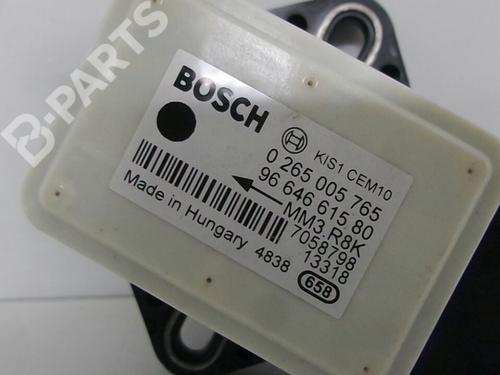 B-PARTS
BOSCH
KIS1 CEM10
0 265 005 765
96 646 615 80
MM3.R8K
7058798
13318
Made in Hungary 4838
658